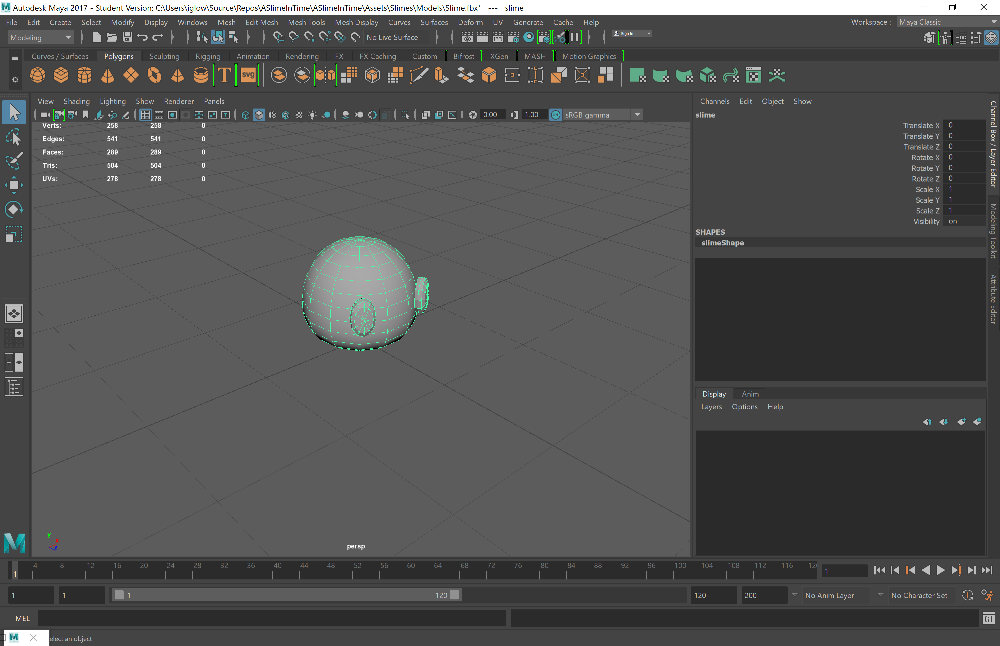 Autodesk Maya 2017 - Student Version: C:\Users\iglow\Source\Repos\ASlimeInTime\ASlimeInTime\Assets\Slimes\Models\Slime.fbx* --- slime
File Edit Create Select Modify Display Windows Mesh Edit Mesh Mesh Tools Mesh Display Curves Surfaces Deform UV Generate Cache Help Workspace : Maya Classic
Modeling No Live Surface IPR Sign In
Curves / Surfaces Polygons Sculpting Rigging Animation Rendering FX FX Caching Custom Bifrost XGen MASH Motion Graphics
T svg
View Shading Lighting Show Renderer Panels
0.00 1.00 ON sRGB gamma
Verts: 258 258 0
Edges: 541 541 0
Faces: 289 289 0
Tris: 504 504 0
UVs: 278 278 0
y
x
z
persp
Channels Edit Object Show
slime
Translate X 0
Translate Y 0
Translate Z 0
Rotate X 0
Rotate Y 0
Rotate Z 0
Scale X 1
Scale Y 1
Scale Z 1
Visibility on
SHAPES
slimeShape
Channel Box / Layer Editor
Modeling Toolkit
Attribute Editor
Display Anim
Layers Options Help
4 8 12 16 20 24 28 32 36 40 44 48 52 56 60 64 68 72 76 80 84 88 92 96 100 104 108 112 116 12
1 1
1 1 1 120 120 200 No Anim Layer No Character Set
MEL
elect an object